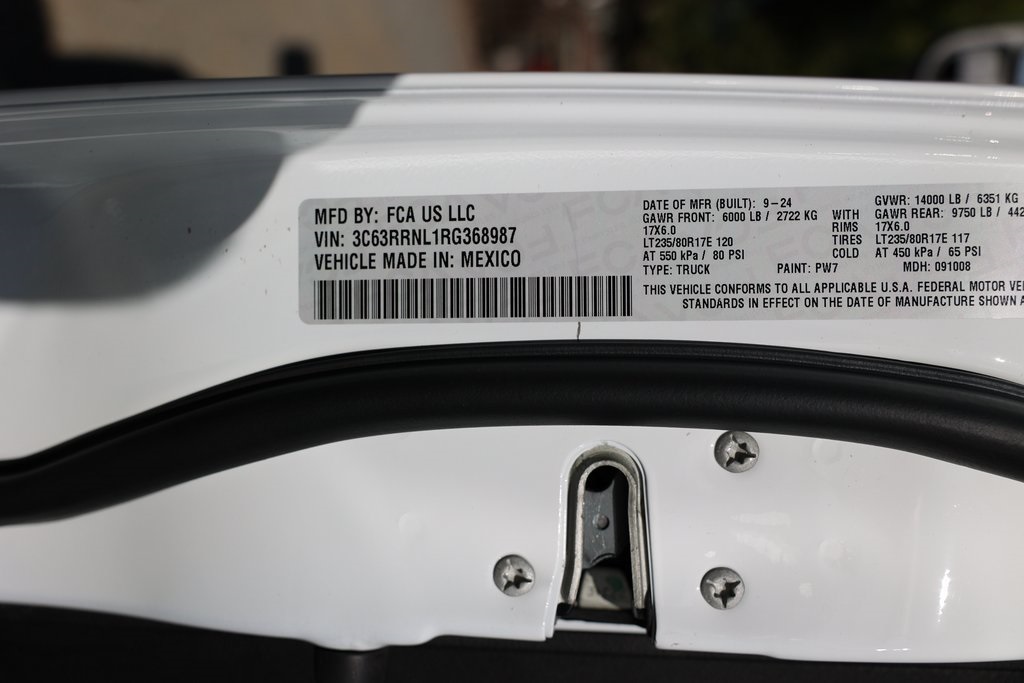 MFD BY: FCA US LLC
VIN: 3C63RRNL1RG368987
VEHICLE MADE IN: MEXICO
DATE OF MFR (BUILT): 9-24 GVWR: 14000 LB / 6351 KG
GAWR FRONT: 6000 LB / 2722 KG WITH GAWR REAR: 9750 LB / 442
17X6.0 RIMS 17X6.0
LT235/80R17E 120 TIRES LT235/80R17E 117
AT 550 kPa / 80 PSI COLD AT 450 kPa / 65 PSI
TYPE: TRUCK PAINT: PW7 MDH: 091008
THIS VEHICLE CONFORMS TO ALL APPLICABLE U.S.A. FEDERAL MOTOR VE
STANDARDS IN EFFECT ON THE DATE OF MANUFACTURE SHOWN A